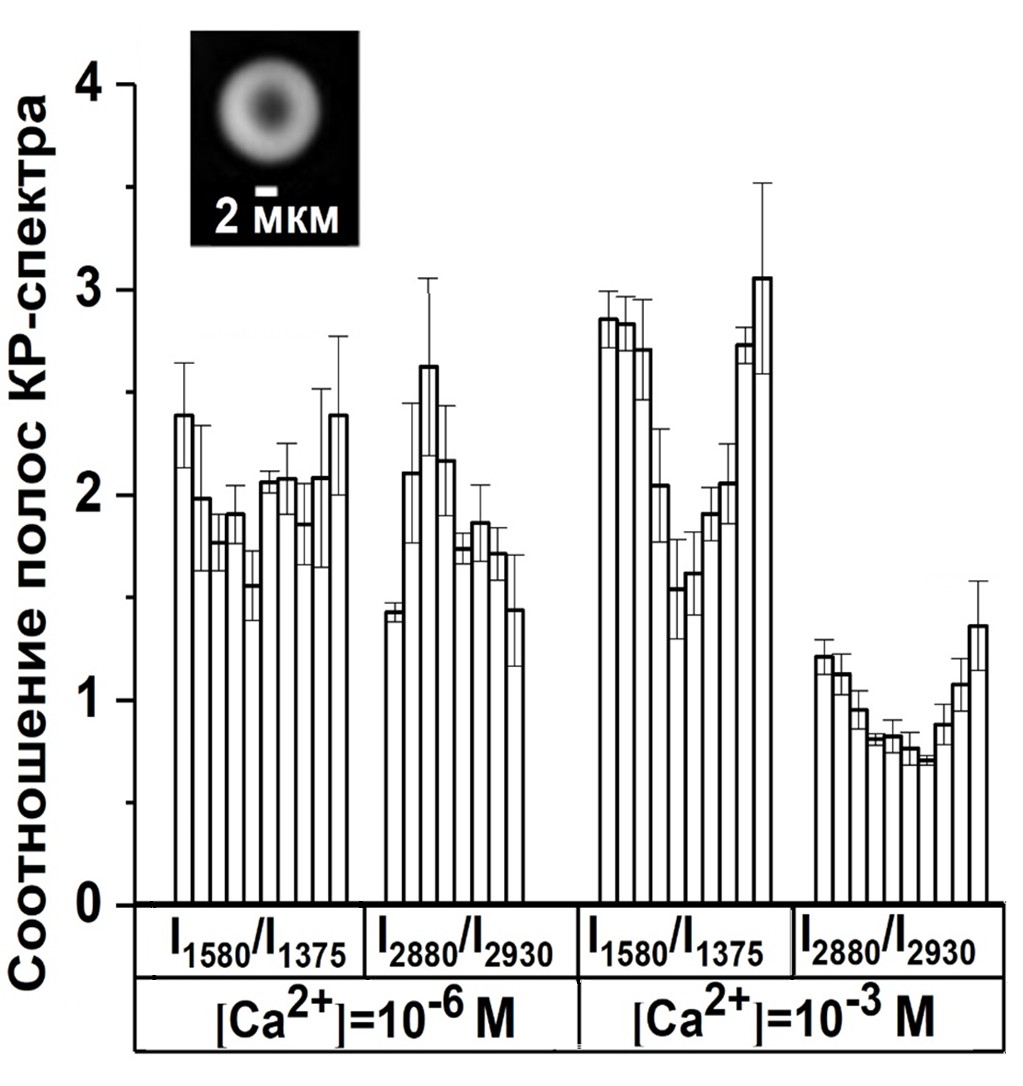 Соотношение полос КР-спектра
4
3
2
1
0
2 мкм
I1580/I1375
I2880/I2930
I1580/I1375
I2880/I2930
[Ca2+]=10-6 M
[Ca2+]=10-3 M